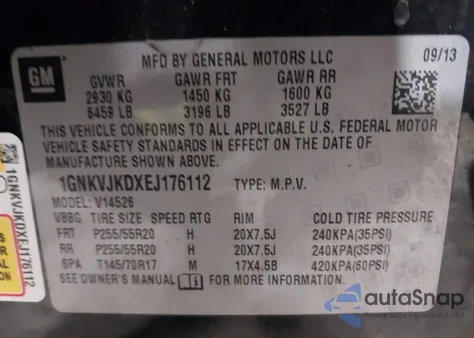 MFD BY GENERAL MOTORS LLC 09/13
GM
GVWR GAWR FRT GAWR RR
2930 KG 1450 KG 1600 KG
6459 LB 3196 LB 3527 LB
THIS VEHICLE CONFORMS TO ALL APPLICABLE U.S. FEDERAL MOTOR
VEHICLE SAFETY STANDARDS IN EFFECT ON THE DATE OF
MANUFACTURE SHOWN ABOVE.
1GNKVJKDXEJ176112 TYPE: M.P.V.
MODEL: V14526
VBBG TIRE SIZE SPEED RTG RIM COLD TIRE PRESSURE
FRT P255/55R20 H 20X7.5J 240KPA(35PSI)
RR P255/55R20 H 20X7.5J 240KPA(35PSI)
SPA T145/70R17 M 17X4.5B 420KPA(60PSI)
SEE OWNER'S MANUAL FOR MORE INFORMATION
1GNKVJKDXEJ176112
autoSnap